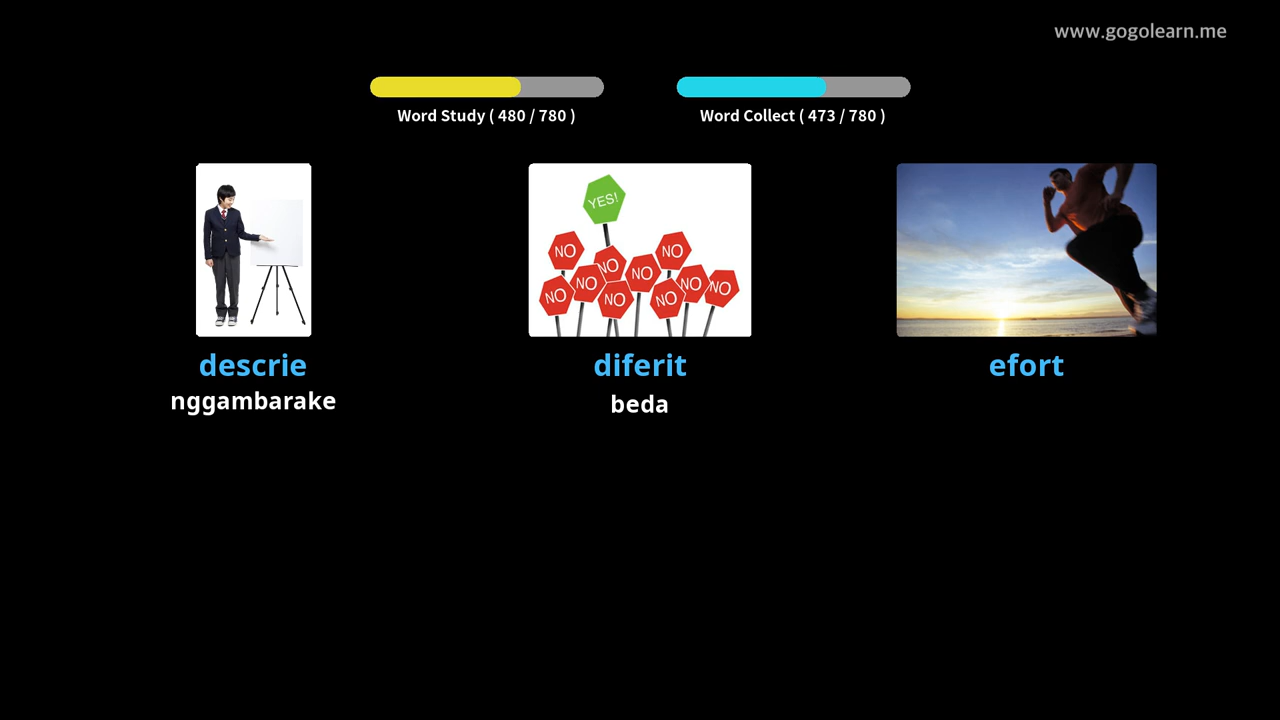 www.gogolearn.me
Word Study ( 480 / 780 )
Word Collect ( 473 / 780 )
YES!
NO
NO
NO
NO
NO
NO
NO
NO
NO
NO
descrie
diferit
efort
nggambarake
beda